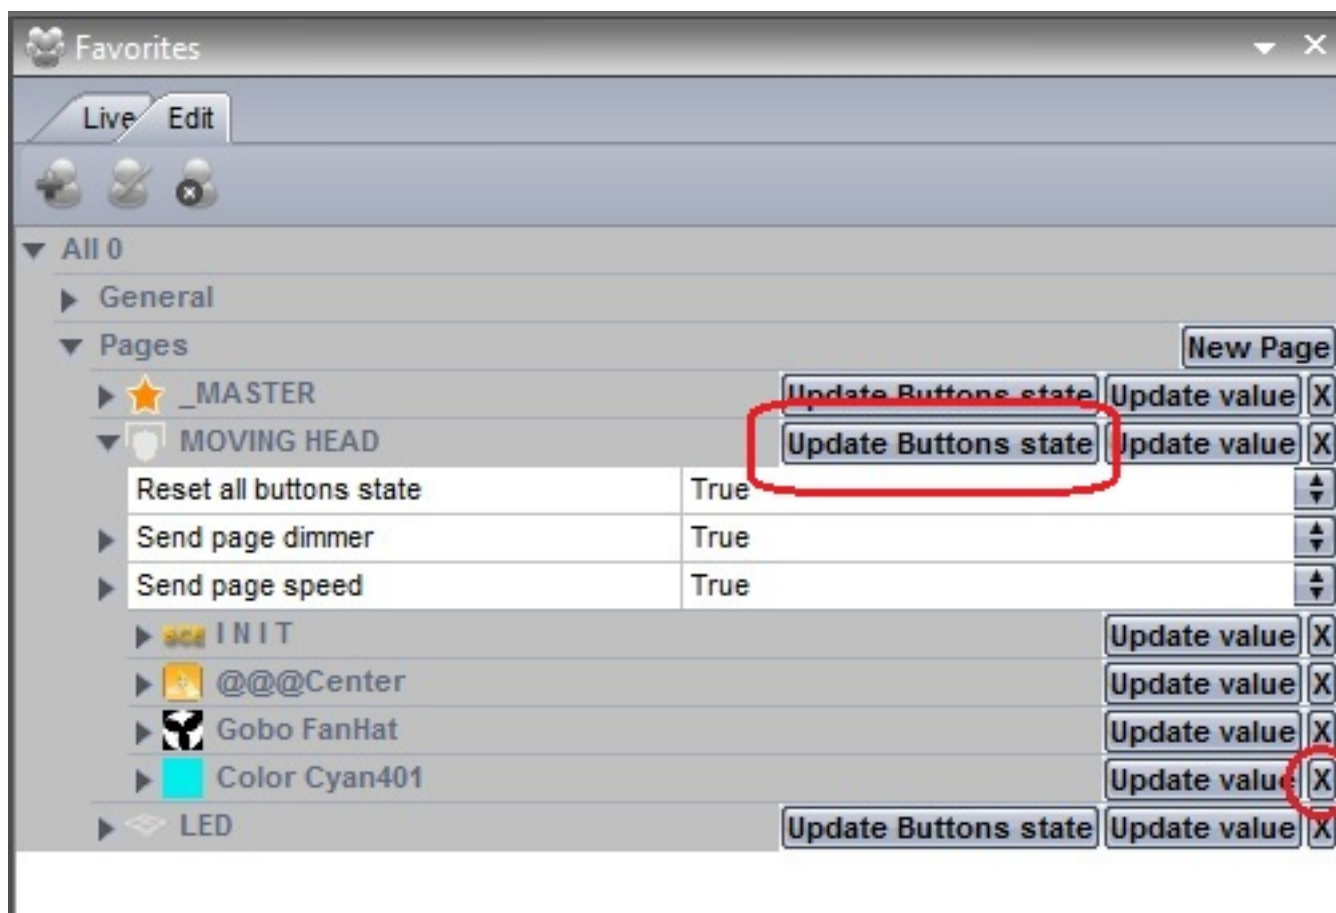 Favorites
Live Edit
All 0
General
Pages New Page
_MASTER Update Buttons state Update value X
MOVING HEAD Update Buttons state Update value X
Reset all buttons state True
Send page dimmer True
Send page speed True
sce I N I T Update value X
@@@Center Update value X
Gobo FanHat Update value X
Color Cyan401 Update value X
LED Update Buttons state Update value X